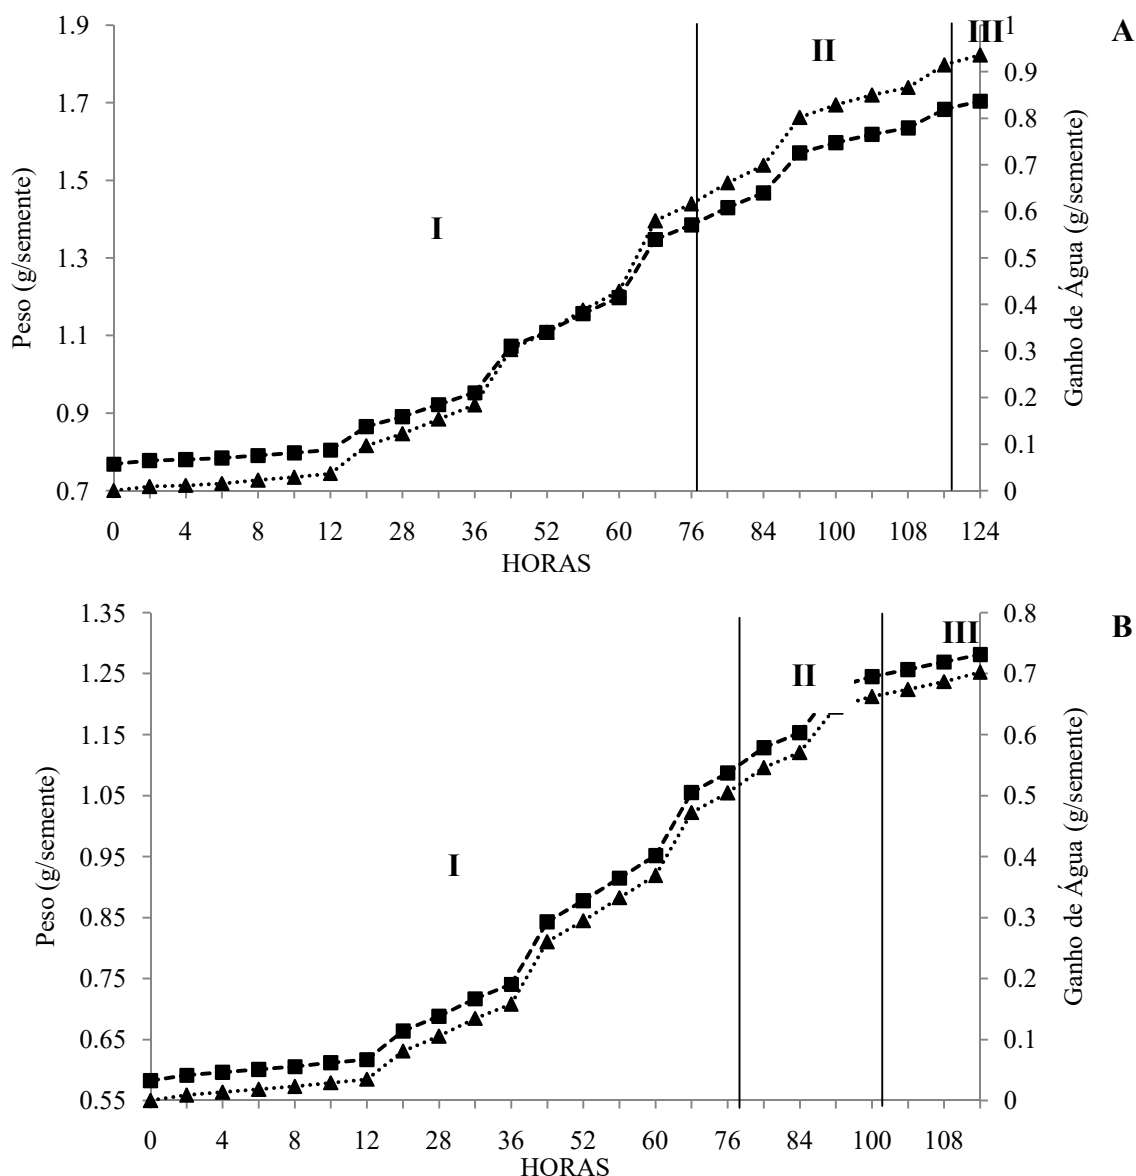 A
1.9
1.7
1.5
1.3
1.1
0.9
0.7
Peso (g/semente)
I
II
III
1
0.9
0.8
0.7
0.6
0.5
0.4
0.3
0.2
0.1
0
Ganho de Água (g/semente)
0 4 8 12 28 36 52 60 76 84 100 108 124
HORAS
B
1.35
1.25
1.15
1.05
0.95
0.85
0.75
0.65
0.55
Peso (g/semente)
I
II
III
0.8
0.7
0.6
0.5
0.4
0.3
0.2
0.1
0
Ganho de Água (g/semente)
0 4 8 12 28 36 52 60 76 84 100 108
HORAS